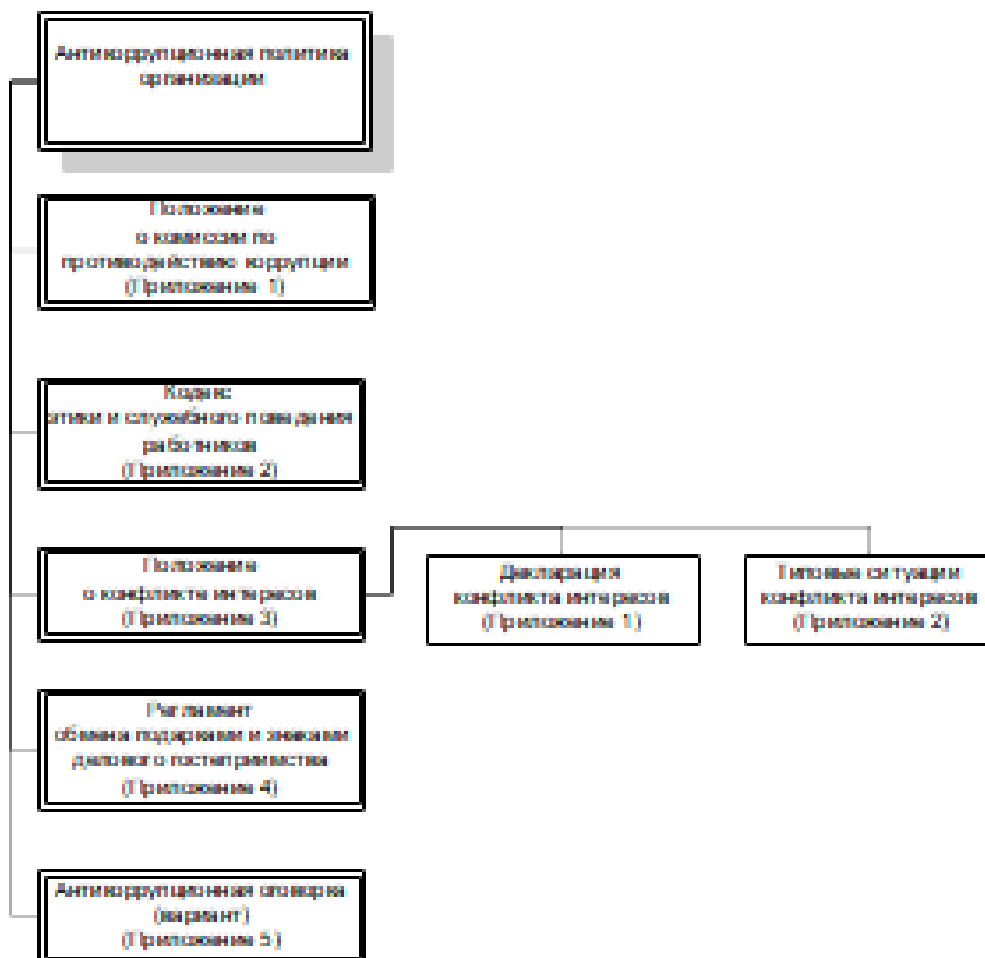 Антикоррупционная политика
организации
Положение
о комиссии по
противодействию коррупции
(Приложение 1)
Кодекс
этики и служебного поведения
работников
(Приложение 2)
Положение
о конфликте интересов
(Приложение 3)
Декларация
конфликта интересов
(Приложение 1)
Типовые ситуации
конфликта интересов
(Приложение 2)
Регламент
обмена подарками и знаками
делового гостеприимства
(Приложение 4)
Антикоррупционная оговорка
(вариант)
(Приложение 5)